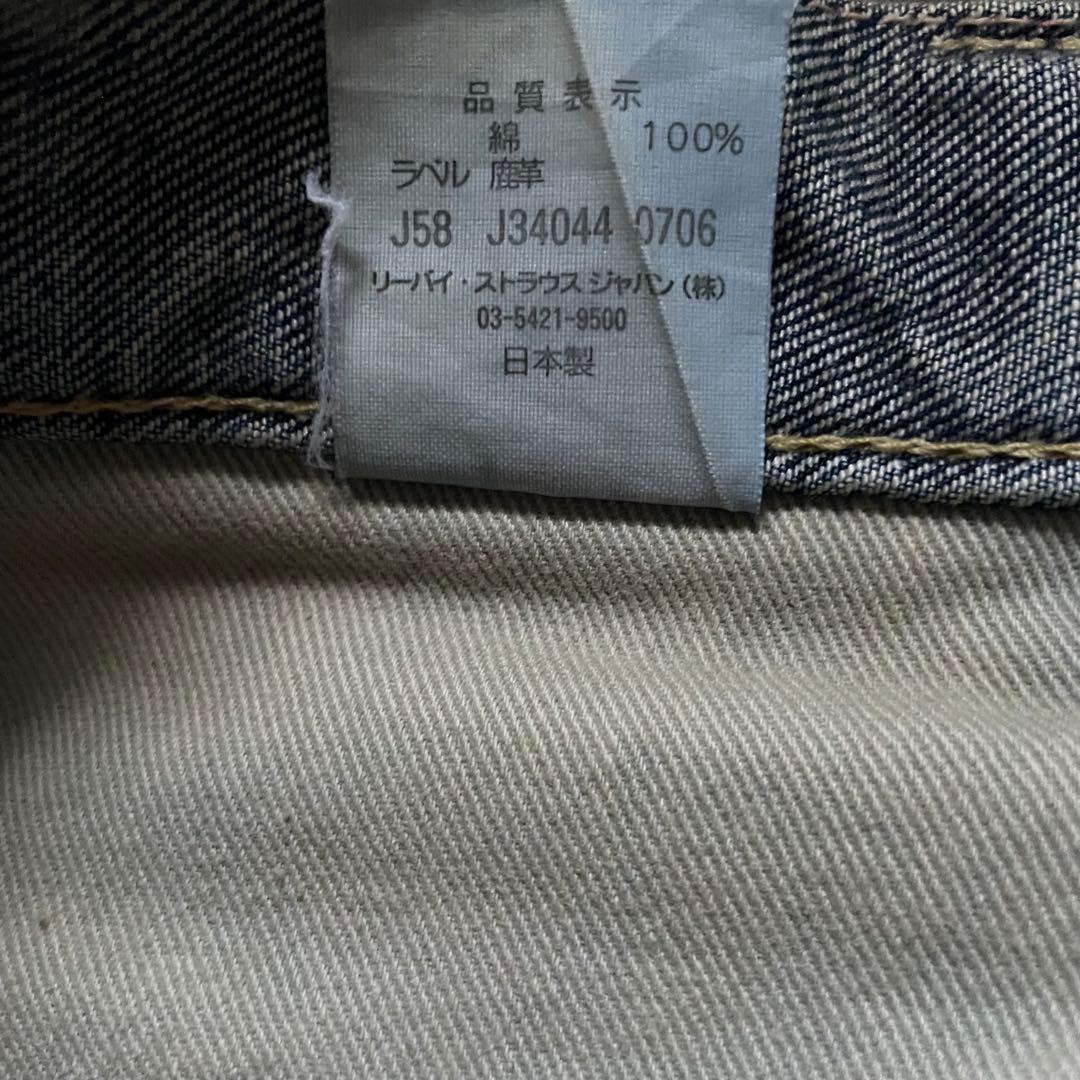 品質表示
綿 100%
ラベル 鹿革
J58 J34044 0706
リーバイ・ストラウス ジャパン(株)
03-5421-9500
日本製